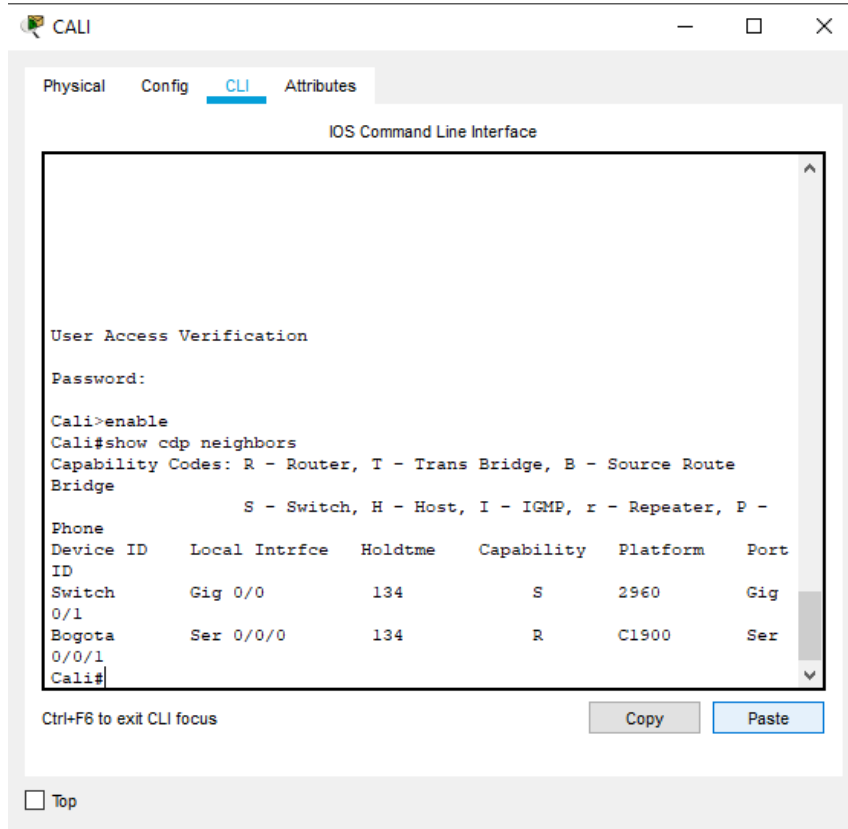 CALI
Physical Config CLI Attributes
IOS Command Line Interface
User Access Verification
Password:
Cali>enable
Cali#show cdp neighbors
Capability Codes: R - Router, T - Trans Bridge, B - Source Route
Bridge
S - Switch, H - Host, I - IGMP, r - Repeater, P -
Phone
Device ID Local Intrfce Holdtme Capability Platform Port
ID
Switch Gig 0/0 134 S 2960 Gig
0/1
Bogota Ser 0/0/0 134 R C1900 Ser
0/0/1
Cali#
Ctrl+F6 to exit CLI focus Copy Paste
Top